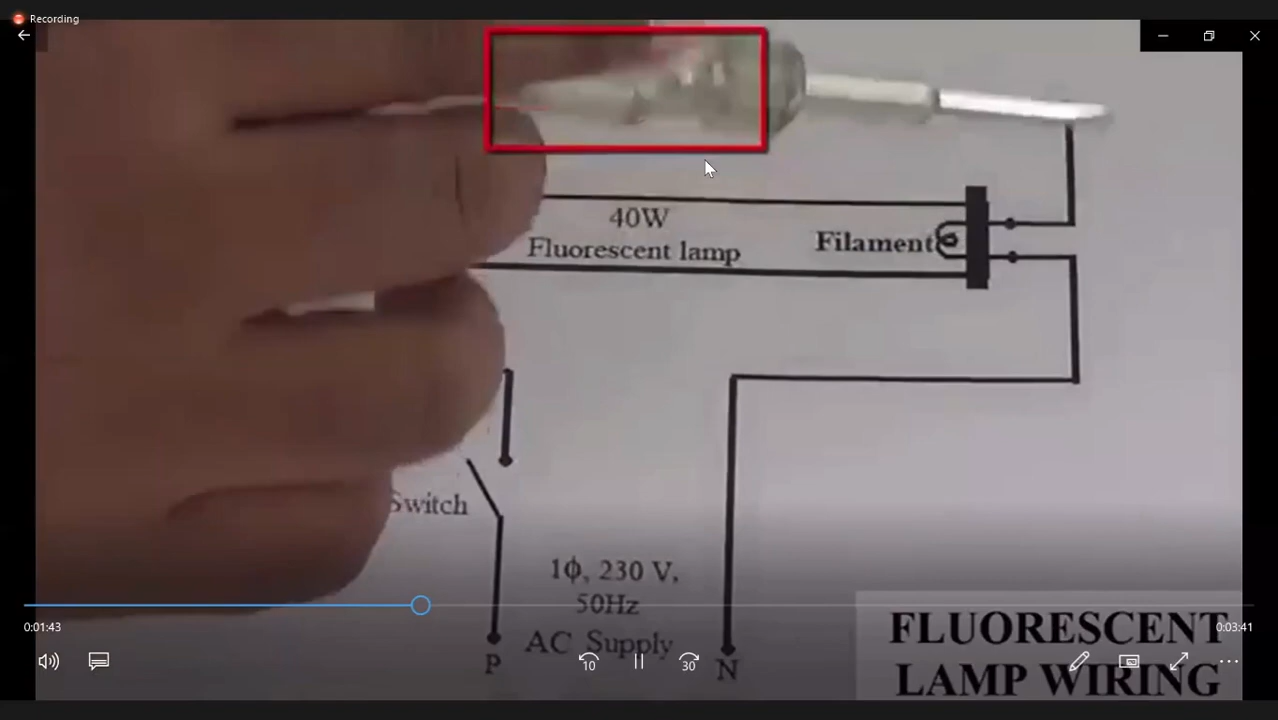 Recording
40W
Fluorescent lamp
Filament
Switch
1ϕ, 230 V,
50Hz
AC Supply
P
N
FLUORESCENT
LAMP WIRING
0:01:43
0:03:41
10
30